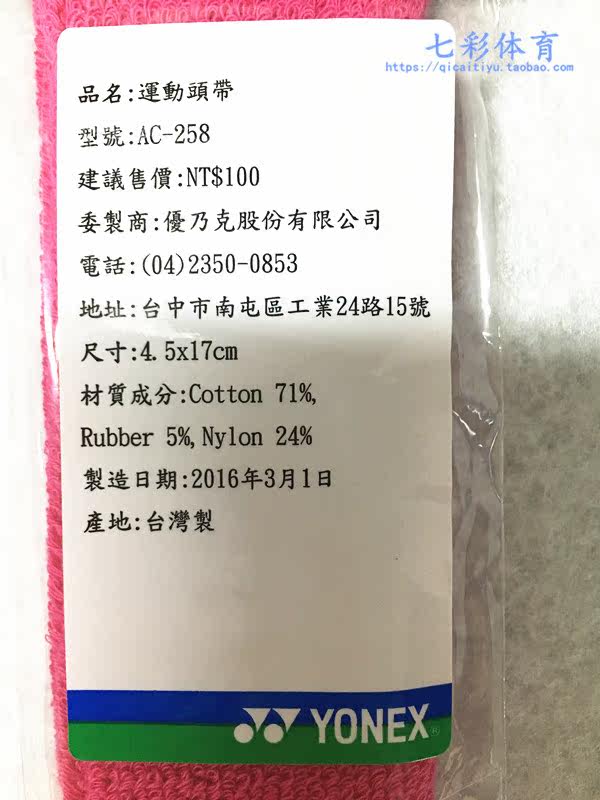 七彩体育
https://qicaitiyu.taobao.com
品名:運動頭帶
型號:AC-258
建議售價:NT$100
委製商:優乃克股份有限公司
電話:(04)2350-0853
地址:台中市南屯區工業24路15號
尺寸:4.5x17cm
材質成分:Cotton 71%,
Rubber 5%,Nylon 24%
製造日期:2016年3月1日
產地:台灣製
YONEX®